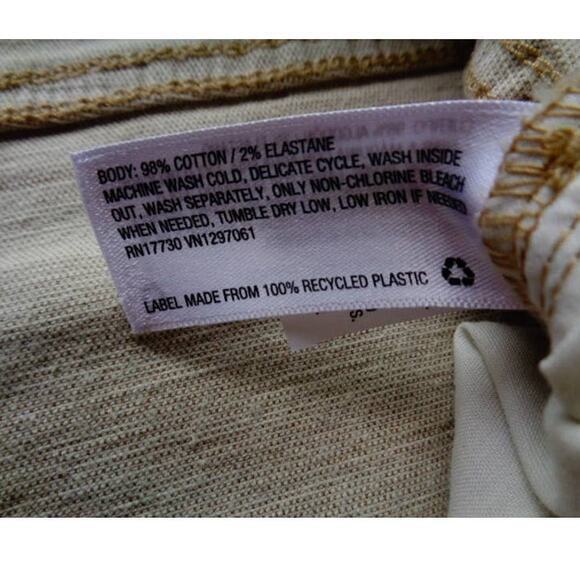 BODY: 98% COTTON / 2% ELASTANE
MACHINE WASH COLD, DELICATE CYCLE, WASH INSIDE
OUT, WASH SEPARATELY, ONLY NON-CHLORINE BLEACH
WHEN NEEDED, TUMBLE DRY LOW, LOW IRON IF NEEDED
RN17730 VN1297061
LABEL MADE FROM 100% RECYCLED PLASTIC